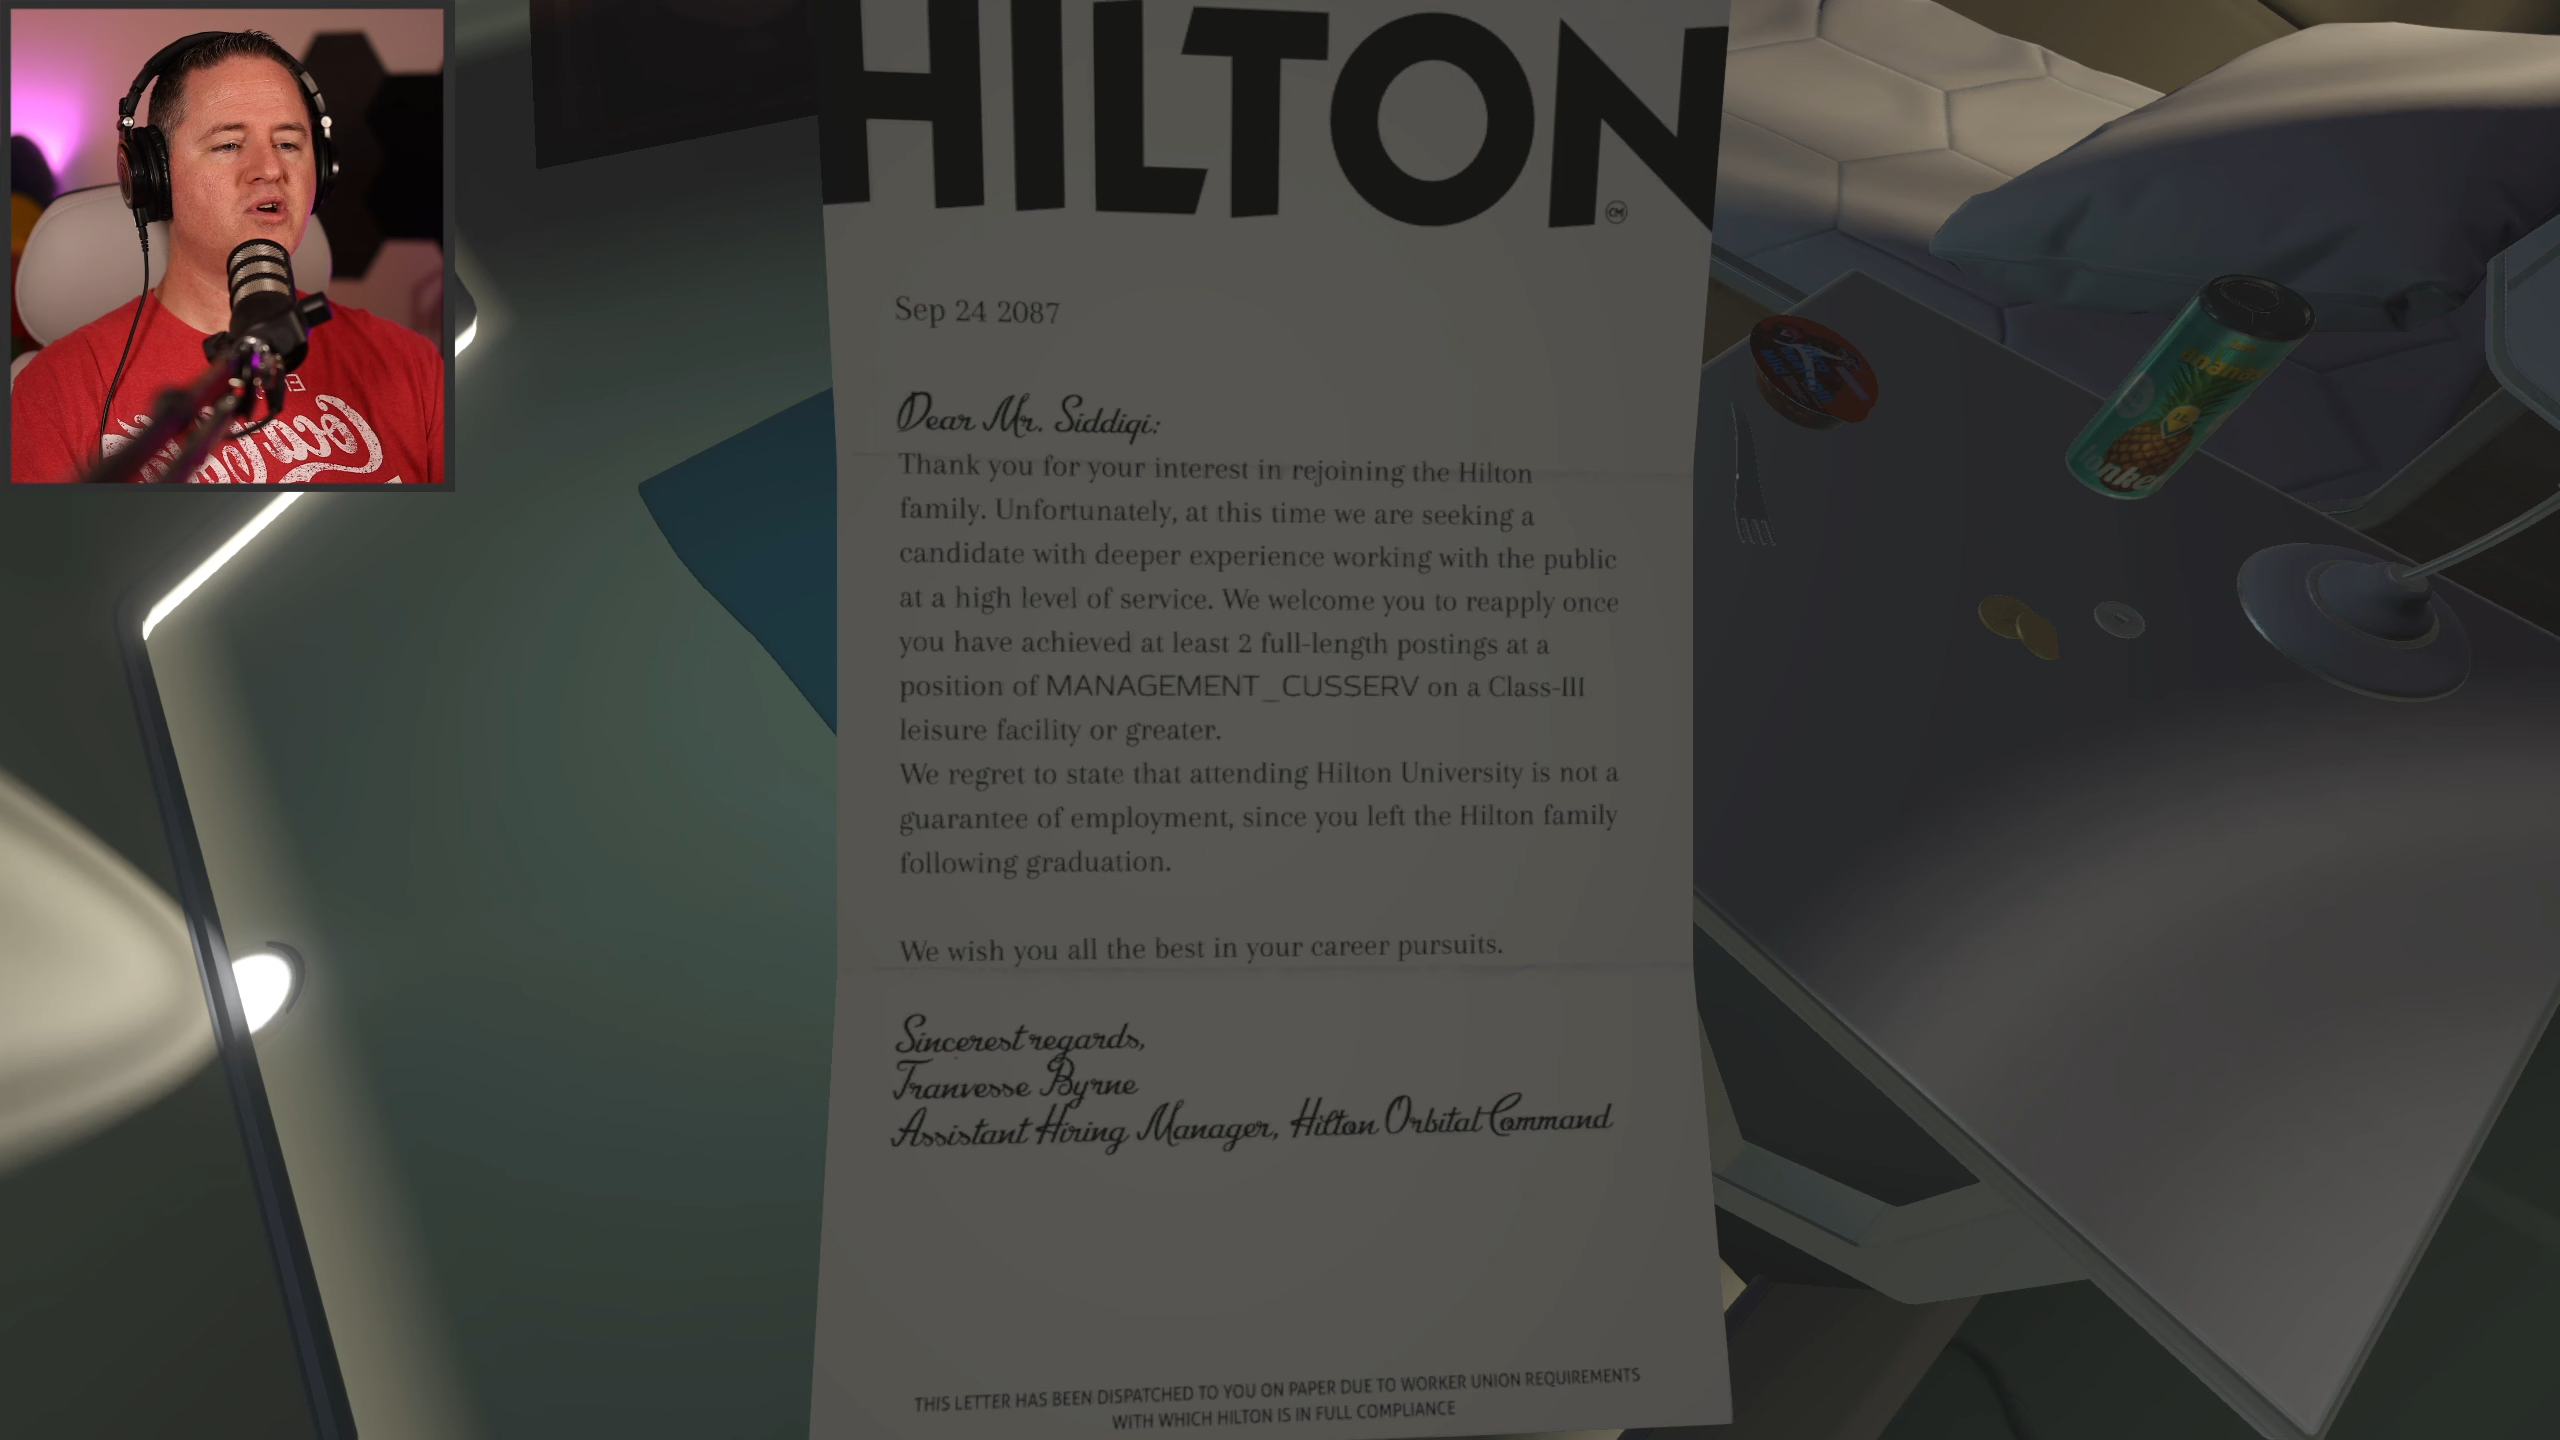 HILTON
CM
Sep 24 2087
Dear Mr. Siddiqi:
Thank you for your interest in rejoining the Hilton
family. Unfortunately, at this time we are seeking a
candidate with deeper experience working with the public
at a high level of service. We welcome you to reapply once
you have achieved at least 2 full-length postings at a
position of MANAGEMENT_CUSSERV on a Class-III
leisure facility or greater.
We regret to state that attending Hilton University is not a
guarantee of employment, since you left the Hilton family
following graduation.
We wish you all the best in your career pursuits.
Sincerest regards,
Tranvesse Byrne
Assistant Hiring Manager, Hilton Orbital Command
THIS LETTER HAS BEEN DISPATCHED TO YOU ON PAPER DUE TO WORKER UNION REQUIREMENTS
WITH WHICH HILTON IS IN FULL COMPLIANCE